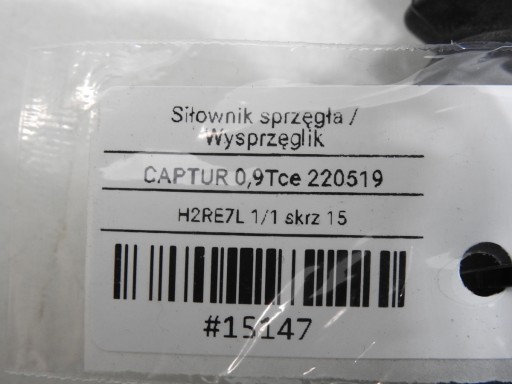 Siłownik sprzęgła /
Wysprzęglik
CAPTUR 0,9Tce 220519
H2RE7L 1/1 skrz 15
#15147